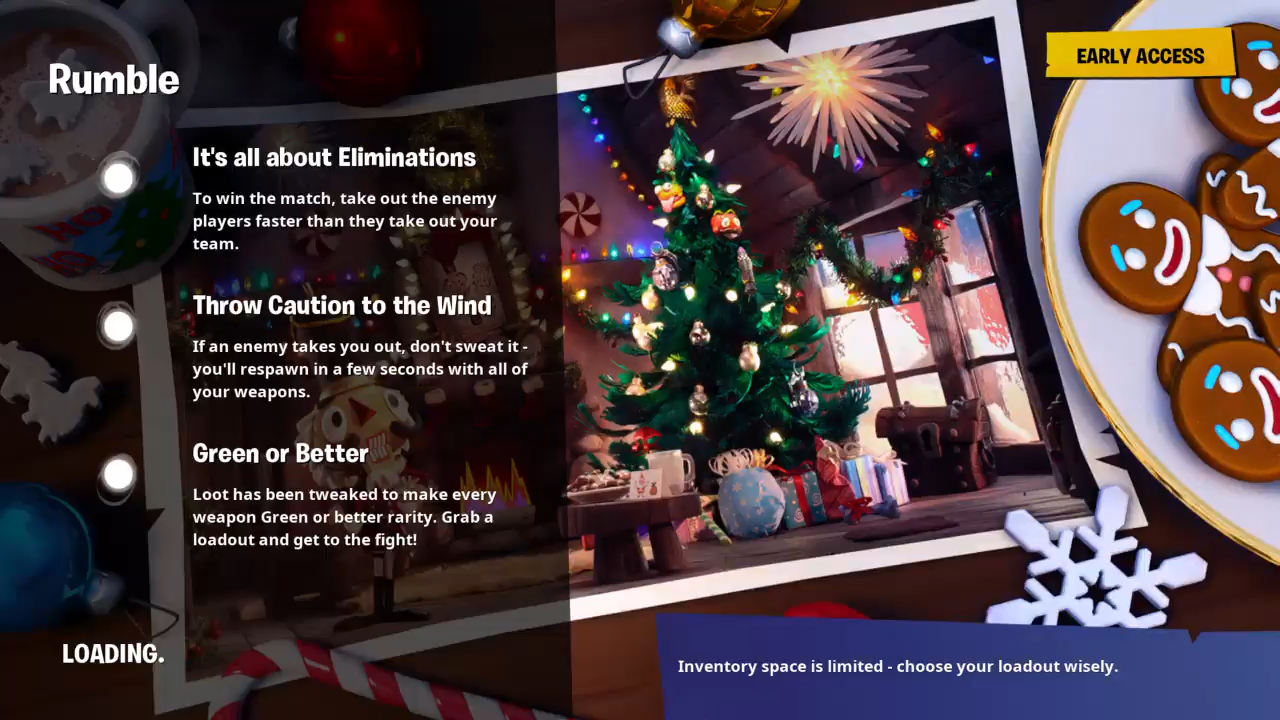 Rumble
EARLY ACCESS
It's all about Eliminations
To win the match, take out the enemy
players faster than they take out your
team.
Throw Caution to the Wind
If an enemy takes you out, don't sweat it -
you'll respawn in a few seconds with all of
your weapons.
Green or Better
Loot has been tweaked to make every
weapon Green or better rarity. Grab a
loadout and get to the fight!
LOADING.
Inventory space is limited - choose your loadout wisely.